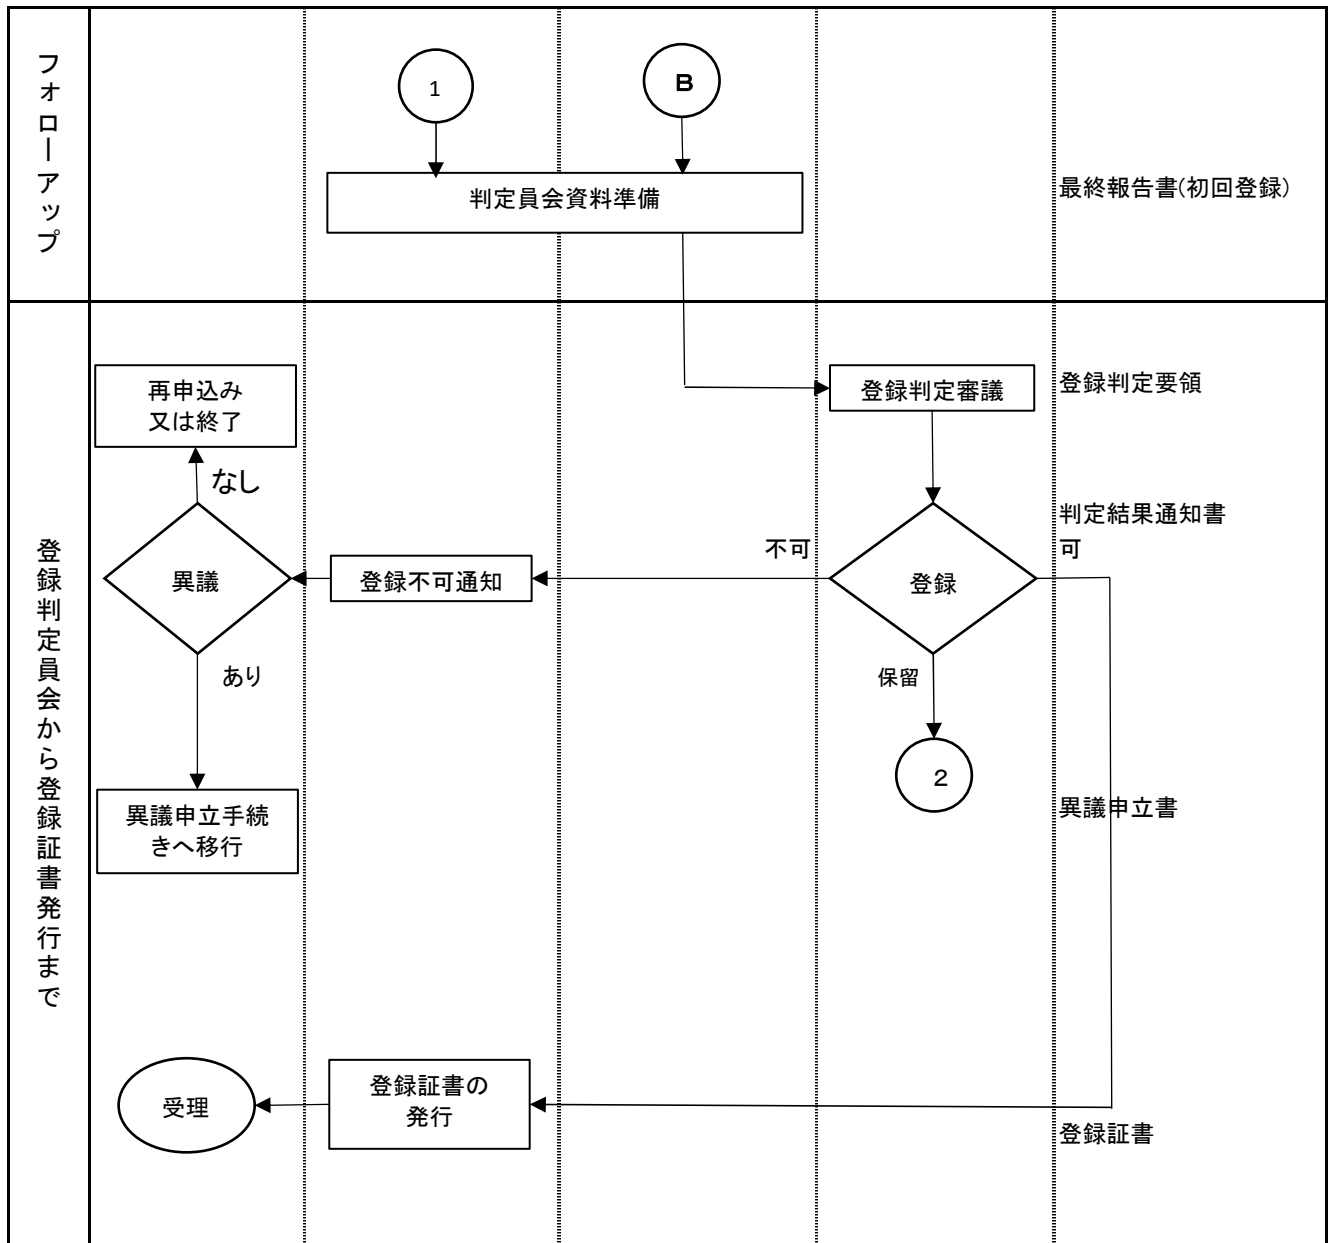 フォローアップ
1
B
判定員会資料準備
最終報告書(初回登録)
登録判定員会から登録証書発行まで
再申込み
又は終了
登録判定審議
登録判定要領
なし
判定結果通知書
不可
可
異議
登録不可通知
登録
あり
保留
2
異議申立手続
きへ移行
異議申立書
受理
登録証書の
発行
登録証書